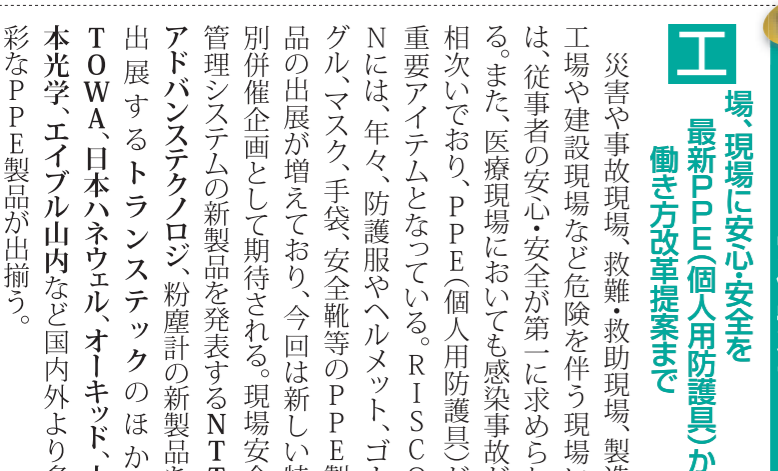 工
場、現場に安心・安全を
最新PPE(個人用防護具)か
働き方改革提案まで
災害や事故現場、救難・救助現場、製造
工場や建設現場など危険を伴う現場
は、従事者の安心・安全が第一に求めら
る。また、医療現場においても感染事故が
相次いでおり、PPE(個人用防護具)が
重要アイテムとなっている。RISC
Nには、年々、防護服やヘルメット、ゴ
グル、マスク、手袋、安全靴等のPPE製
品の出展が増えており、今回は新しい特
別併催企画として期待される。現場安全
管理システムの新製品を発表するNT
アドバンステクノロジ、粉塵計の新製品を
出展するトランステックのほか
TOWA、日本ハネウェル、オーキッド、
本光学、エイブル山内など国内外より多
彩なPPE製品が出揃う。